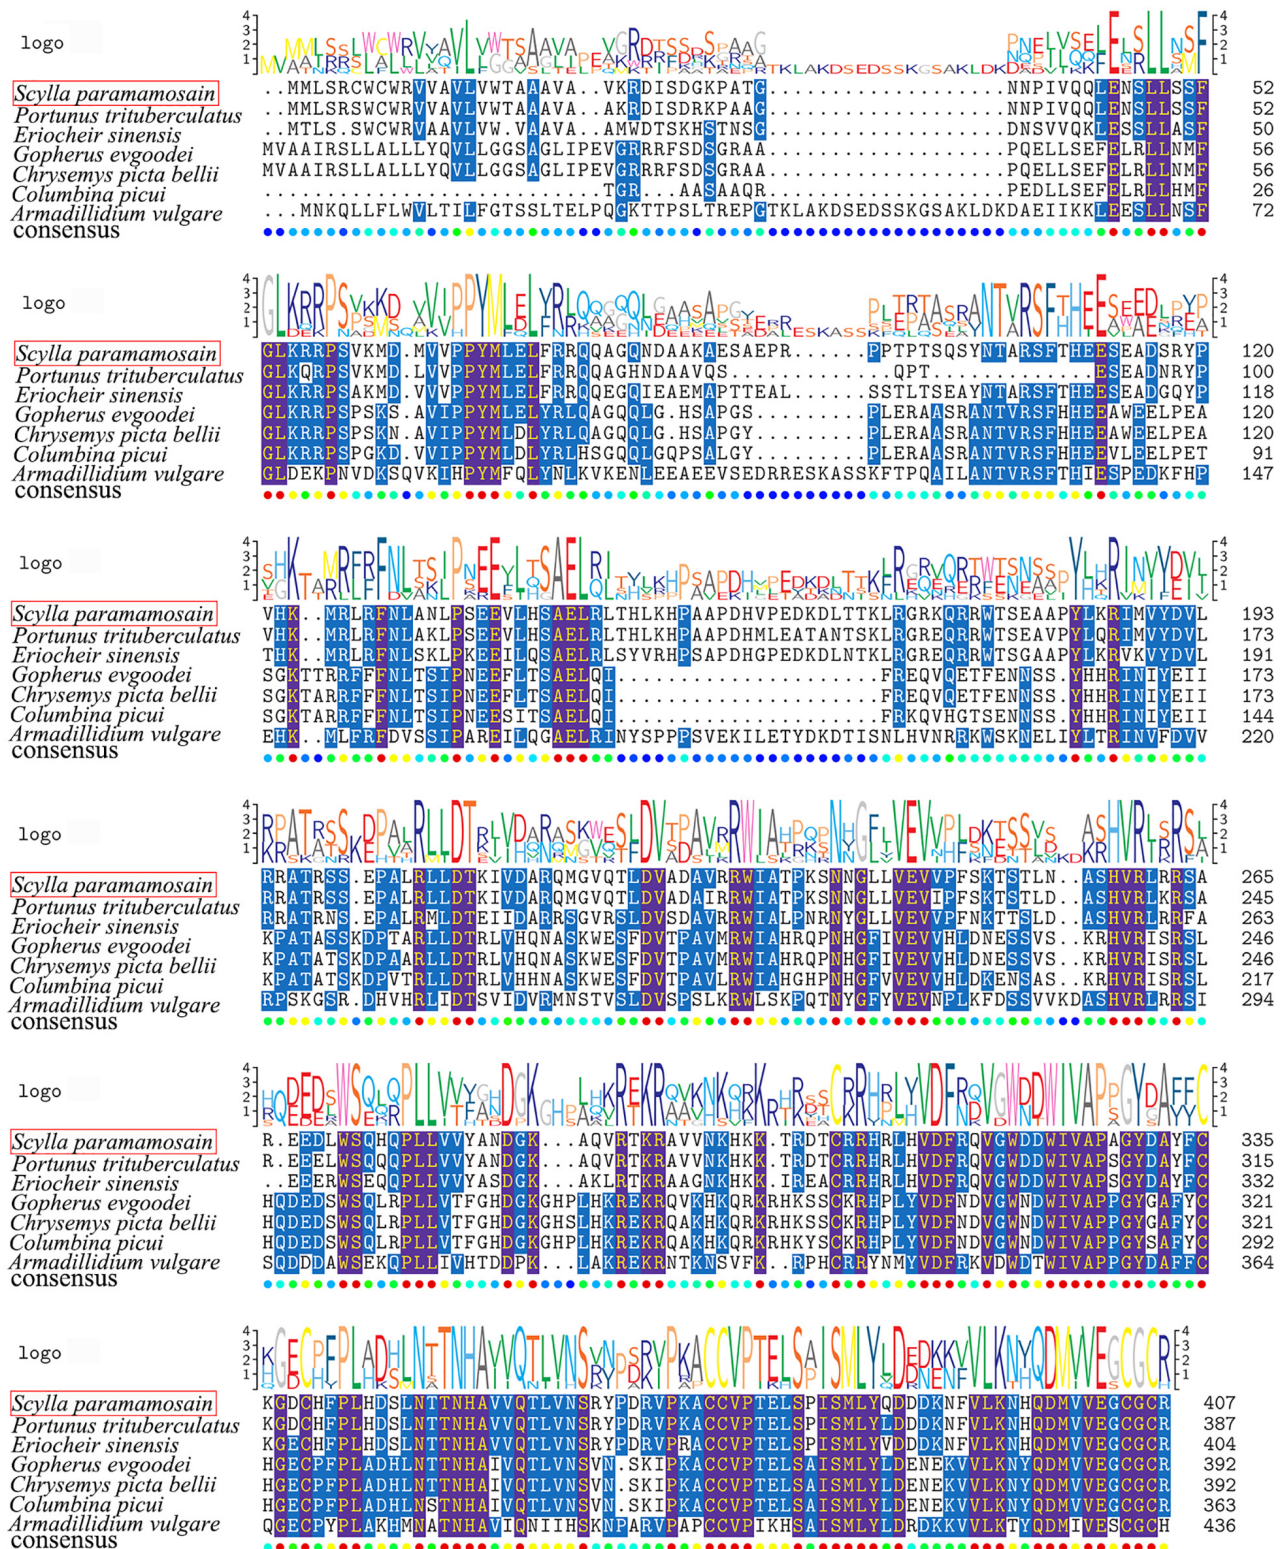 logo
Scylla paramamosain ..MMLSRCWCWRVVAVLVWTAAAVA..VKRDISDGKPATG...................NNPIVQQLENSLLSSF 52
Portunus trituberculatus ..MMLSRSWCWRVVAVLVWTAAAVA..AKRDISDRKPATG...................NNPIVQQLENSLLSSF 52
Eriocheir sinensis ..MTLS.SWCWRVAAVLVW.VAAVA..AMWDTSKHSTNSG...................DNSVVQKLESSLLASF 50
Gopherus evgoodei MVAAIRSLLALLLYQVLLGGSAGLIPEVGRRRFSDSGRAA...................PQELLSEFELRLLNMF 56
Chrysemys picta bellii MVAAIRSLLALLLYQVLLGGSAGLIPEVGRRRFSDSGRAA...................PQELLSEFELRLLNMF 56
Columbina picui ...........................TGR..AASAAQR...................PEDLLSEFELRLLHMF 26
Armadillidium vulgare ...MNKQLLFLWVLTILFGTSSLTELPQGKTTPSLTREPGTKLAKDSEDSSKGSAKLDKDAEIIKKLEESLLNSF 72
consensus
logo
Scylla paramamosain GLKRRPSVKMD.MVVPPYMLELFRRQQAGQNDAAKAESAEPR......PPTPTSQSYNTARSFTHEESEADSRYP 120
Portunus trituberculatus GLKQRPSVKMD.LVVPPYMLELFRRQQAGHNDAAVQS.............QPT.............ESEADNRYP 100
Eriocheir sinensis GLKRRPSAKMD.VVVPPYMLELFRRQQEGQIEAEMAPTTEAL......SSTLTSEAYNTARSFTHEESEADGQYP 118
Gopherus evgoodei GLKRRPSPSKS.AVIPPYMLELYRLQAGQQLG.HSAPGS.........PLERAASRANTVRSFHHEEAWEELPEA 120
Chrysemys picta bellii GLKRRPSPSKN.AVIPPYMLDLYRLQAGQQLG.HSAPGY.........PLERAASRANTVRSFHHEEAWEELPEA 120
Columbina picui GLKRRPSPGKD.VVIPPYMLDLYRLHSGQQLGQPSALGY.........PLERAASRANTVRSFHHEEVLEELPET 91
Armadillidium vulgare GLDEKPNVDKSQVKIHPYMFQLYNLKVKENLEEAEEVSEDRRESKASSKFTPQAILANTVRSFTHIESPEDKFHP 147
consensus
logo
Scylla paramamosain VHK..MRLRFNLANLPSEEVLHSAELRLTHLKHPAAPDHVPEDKDLTTKLRGRKQRRWTSEAAPYLKRIMVYDVL 193
Portunus trituberculatus VHK..MRLRFNLAKLPSEEVLHSAELRLTHLKHPAAPDHMLEATANTSKLRGREQRRWTSEAVPYLQRIMVYDVL 173
Eriocheir sinensis THK..MRLRFNLSKLPKEEILQSAELRLSYVRHPSAPDHGPEDKDLNTKLRGREQRRWTSGAAPYLKRVKVYDVL 191
Gopherus evgoodei SGKTTRRFFFNLTSIPNEEFLTSAELQI.....................FREQVQETFENNSS.YHHRINIYEII 173
Chrysemys picta bellii SGKTARRFFFNLTSIPNEEFLTSAELQI.....................FREQVQETFENNSS.YHHRINIYEII 173
Columbina picui SGKTARRFFFNLTSIPNEESITSAELQI.....................FRKQVHGTSENNSS.YHHRINIYEII 144
Armadillidium vulgare EHK..MLFRFDVSSIPAREILQGAELRINYSPPPSVEKILETYDKDTISNLHVNRRKWSKNELIYLTRINVFDVV 220
consensus
logo
Scylla paramamosain RRATRSS.EPALRLLDTKIVDARQMGVQTLDVADAVRRWIATPKSNNGLLVEVVPFSKTSTLN..ASHVRLRRSA 265
Portunus trituberculatus RRATRSS.EPALRLLDTKIVDARQMGVQTLDVADAIRRWIATPKSNNGLLVEVIPFSKTSTLN..ASHVRLRRSA 245
Eriocheir sinensis RRATRNS.EPALRMLDTEIIDARRSGVRSLDVSDAVRRWIALPNRNYGLLVEVVPFNKTTSLD..ASHVRLKRFA 263
Gopherus evgoodei KPATASSKDPTARLLDTRLVHQNASKWESFDVTPAVMRWIAHRQPNHGFIVEVVHLDNESSVS..KRHVRISRSL 246
Chrysemys picta bellii KPATATSKDPAARLLDTRLVHQNASKWESFDVTPAVMRWIAHRQPNHGFIVEVVHLDNESSVS..KRHVRISRSL 246
Columbina picui KPATATSKDPVTRLLDTRLVHHNASKWESFDVTPAVLRWIAHGHPNHGFVVEVVHLDKENSAS..KRHVRISRSL 217
Armadillidium vulgare RPSKGSR.DHVHRLIDTSVIDVRMNSTVSLDVSPSLKRWLSKPQTNYGFYVEVNPLKFDSSVVKDASHVRLRRSI 294
consensus
logo
Scylla paramamosain R.EEDLWSQHQPLLVVYANDGK...AQVRTKRAVVNKHKK.TRDTCRRHRLHVDFRQVGWDDWIVAPAGYDAYFC 335
Portunus trituberculatus R.EEELWSQQQPLLVVYANDGK...AQVRTKRAVVNKHKK.TRDTCRRHRLHVDFRQVGWDDWIVAPSGYDAYFC 315
Eriocheir sinensis ..EEERWSEQQPLLVVYASDGK...AKLRTKRAAGNKHKK.IREACRRHRLHVDFRQVGWDDWIVAPSGYDAYFC 332
Gopherus evgoodei HQDEDSWSQLRPLLVTFGHDGKGHPLHKREKRQVKHKQRKRHKSSCKRHPLYVDFNDVGWNDWIVAPPGYGAFYC 321
Chrysemys picta bellii HQDEDSWSQLRPLLVTFGHDGKGHSLHKREKRQAKHKQRKRHKSSCKRHPLYVDFNDVGWNDWIVAPPGYGAFYC 321
Columbina picui HQDEDSWSQLRPLLVTFGHDGKGHPLHKREKRQAKHKQRKRHKYSCKRHPLYVDFNDVGWNDWIVAPPGYSAFYC 292
Armadillidium vulgare SQDDDAWSEKQPLLIVHTDDPK...LAKREKRNTKNSVFK..RPHCRRYNMYVDFRKVDWDTWIVAPPGYDAFFC 364
consensus
logo
Scylla paramamosain KGDCHFPLHDSLNTTNHAVVQTLVNSRYPDRVPKACCVPTELSPISMLYQDDDKNFVLKNHQDMVVEGCGCR 407
Portunus trituberculatus KGDCHFPLHDSLNTTNHAVVQTLVNSRYPDRVPKACCVPTELSPISMLYLDDDKNFVLKNHQDMVVEGCGCR 387
Eriocheir sinensis KGECHFPLHDSLNTTNHAVVQTLVNSRYPDRVPRACCVPTELSPISMLYVDDDKNFVLKNHQDMVVEGCGCR 404
Gopherus evgoodei HGECPFPLADHLNTTNHAIVQTLVNSVN.SKIPKACCVPTELSAISMLYLDENEKVVLKNYQDMVVEGCGCR 392
Chrysemys picta bellii HGECPFPLADHLNTTNHAIVQTLVNSVN.SKIPKACCVPTELSAISMLYLDENEKVVLKNYQDMVVEGCGCR 392
Columbina picui HGECPFPLADHLNSTNHAIVQTLVNSVN.SKIPKACCVPTELSAISMLYLDENEKVVLKNYQDMVVEGCGCR 363
Armadillidium vulgare QGECPYPLAKHMNATNHAVIQNIIHSKNPARVPAPCCVPIKHSAISMLYLDRDKKVVLKTYQDMIVESCGCH 436
consensus